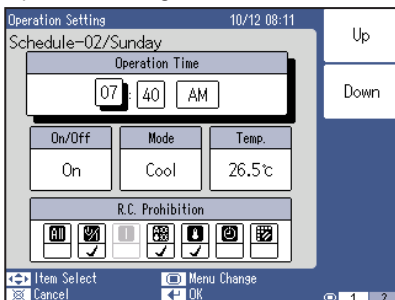 Operation Setting 10/12 08:11
Up
Schedule-02/Sunday
Operation Time
07 : 40 AM
Down
On/Off Mode Temp.
On Cool 26.5℃
R.C. Prohibition
All
Item Select Menu Change
Cancel OK
1 2